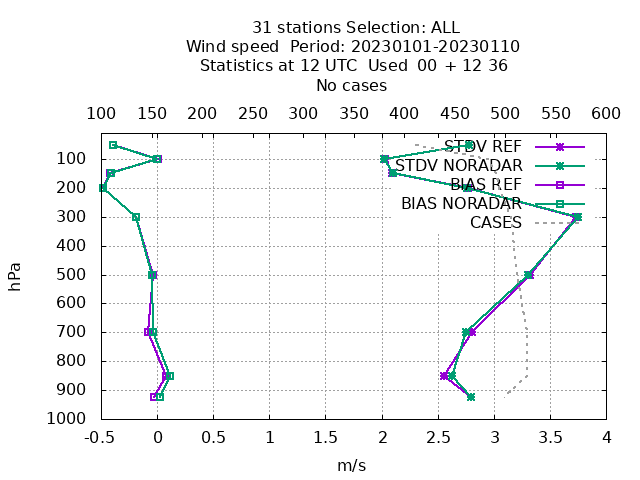 31 stations Selection: ALL
Wind speed  Period: 20230101-20230110
Statistics at 12 UTC  Used  00 + 12 36
No cases
100 150 200 250 300 350 400 450 500 550 600
STDV REF
STDV NORADAR
BIAS REF
BIAS NORADAR
CASES
hPa
100
200
300
400
500
600
700
800
900
1000
-0.5 0 0.5 1 1.5 2 2.5 3 3.5 4
m/s